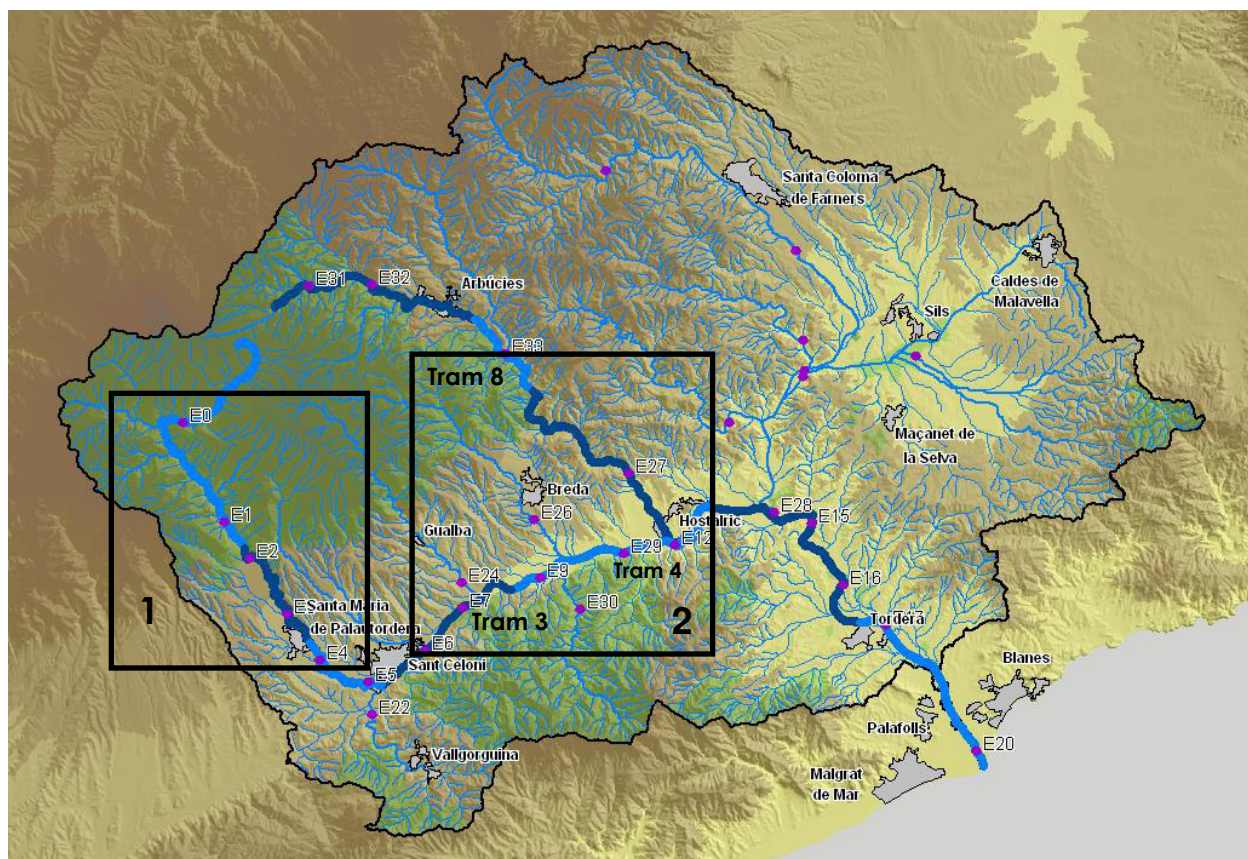 Santa Coloma
de Farners
Caldes de
Malavella
E31
E32
Arbúcies
Sils
E33
Tram 8
E0
Maçanet de
la Selva
E27
Breda
E26
E28
E15
E1
Gualba
Hostalric
E12
E29
E2
Tram 4
E24
E9
E16
E7
E30
Santa Maria
de Palautordera
Tram 3
1
2
Tordera
E6
E4
Sant Celoni
Blanes
E5
E22
Palafolls
E20
Vallgorguina
Malgrat
de Mar